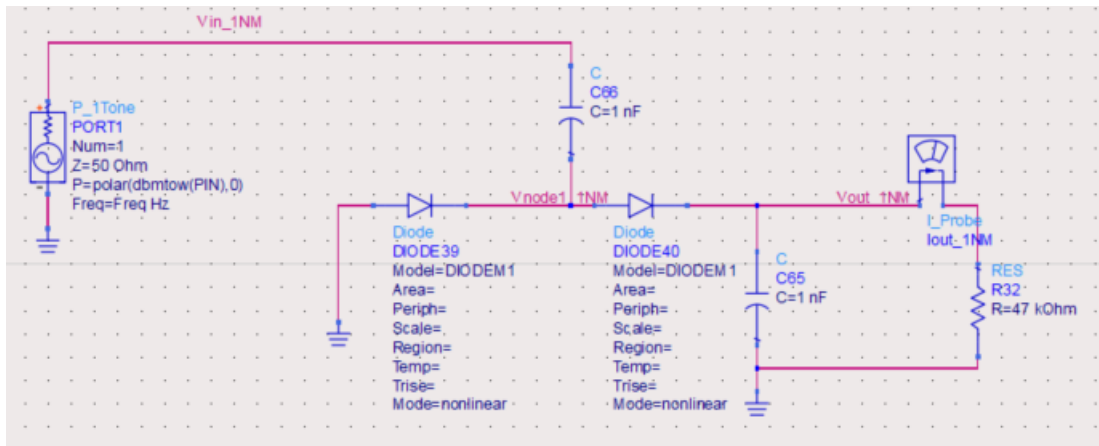 Vin_1NM
P_1Tone
PORT1
Num=1
Z=50 Ohm
P=polar(dbmtow(PIN),0)
Freq=Freq Hz
C
C66
C=1 nF
Vnode1_1NM
Vout_1NM
I_Probe
Iout_1NM
Diode
DIODE39
Model=DIODEM1
Area=
Periph=
Scale=
Region=
Temp=
Trise=
Mode=nonlinear
Diode
DIODE40
Model=DIODEM1
Area=
Periph=
Scale=
Region=
Temp=
Trise=
Mode=nonlinear
C
C65
C=1 nF
RES
R32
R=47 kOhm